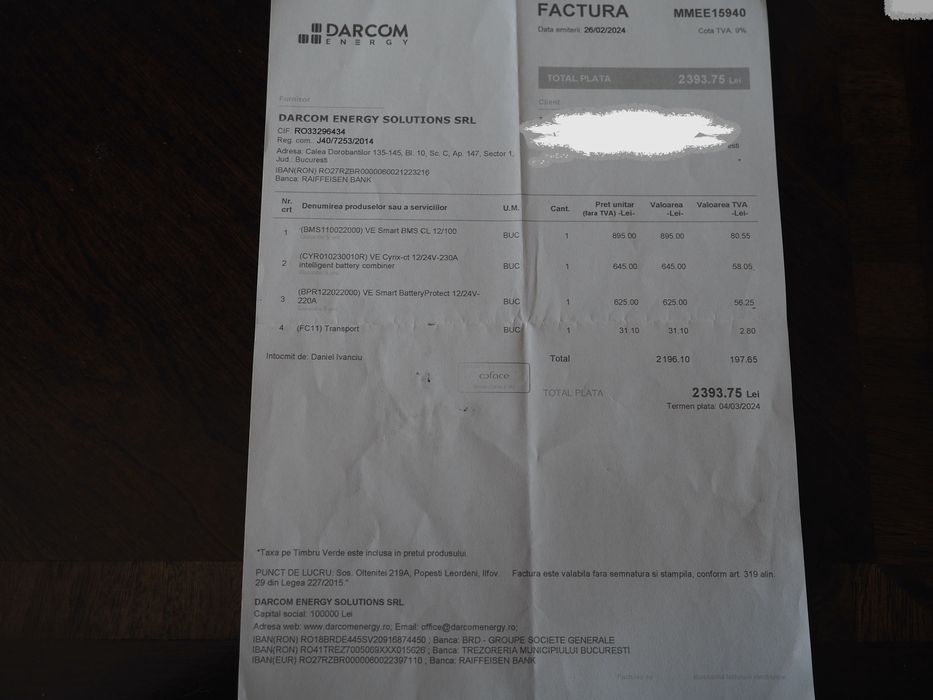 DARCOM
ENERGY
FACTURA MMEE15940
Data emiterii: 26/02/2024 Cota TVA: 9%
TOTAL PLATA 2393.75 Lei
Furnizor
Client
DARCOM ENERGY SOLUTIONS SRL
CIF: RO33296434
Reg. com.: J40/7253/2014
Adresa: Calea Dorobantilor 135-145, Bl. 10, Sc. C, Ap. 147, Sector 1,
Jud.: Bucuresti
IBAN(RON) RO27RZBR0000060021223216
Banca: RAIFFEISEN BANK
Nr. crt Denumirea produselor sau a serviciilor U.M. Cant. Pret unitar (fara TVA) -Lei- Valoarea -Lei- Valoarea TVA -Lei-
1 (BMS110022000) VE Smart BMS CL 12/100 BUC 1 895.00 895.00 80.55
2 (CYR010230010R) VE Cyrix-ct 12/24V-230A
intelligent battery combiner BUC 1 645.00 645.00 58.05
3 (BPR122022000) VE Smart BatteryProtect 12/24V-
220A BUC 1 625.00 625.00 56.25
4 (FC11) Transport BUC 1 31.10 31.10 2.80
Intocmit de: Daniel Ivanciu Total 2196.10 197.65
coface
TOTAL PLATA 2393.75 Lei
Termen plata: 04/03/2024
*Taxa pe Timbru Verde este inclusa in pretul produsului.
PUNCT DE LUCRU: Sos. Oltenitei 219A, Popesti Leordeni, Ilfov. Factura este valabila fara semnatura si stampila, conform art. 319 alin.
29 din Legea 227/2015."
DARCOM ENERGY SOLUTIONS SRL
Capital social: 100000 Lei
Adresa web: www.darcomenergy.ro; Email: office@darcomenergy.ro;
IBAN(RON) RO18BRDE445SV20916874450 ; Banca: BRD - GROUPE SOCIETE GENERALE
IBAN(RON) RO41TREZ7005069XXX015626 ; Banca: TREZORERIA MUNICIPIULUI BUCURESTI
IBAN(EUR) RO27RZBR0000060022397110 ; Banca: RAIFFEISEN BANK